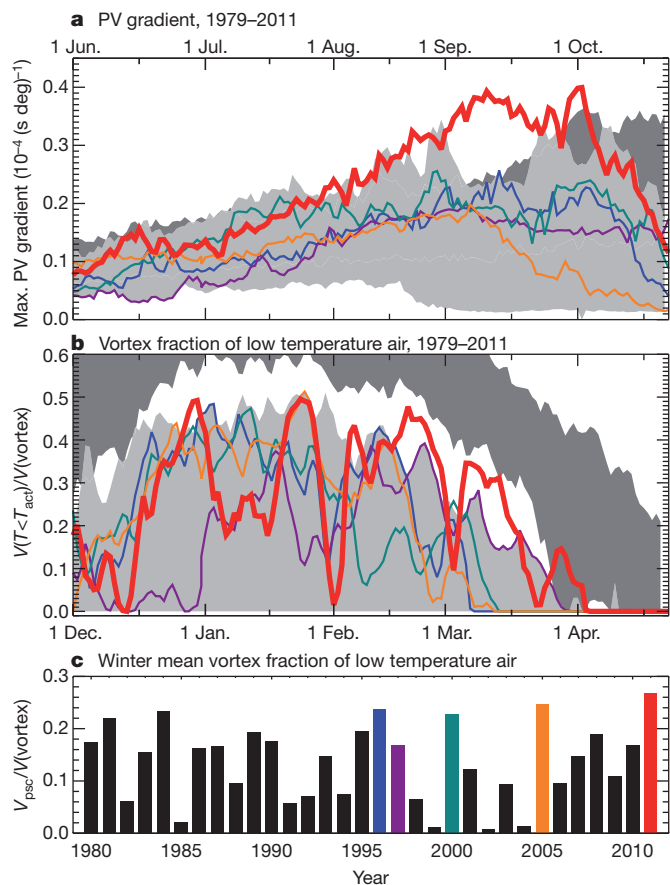 a PV gradient, 1979–2011
1 Jun. 1 Jul. 1 Aug. 1 Sep. 1 Oct.
Max. PV gradient (10⁻⁴ (s deg)⁻¹)
0.4
0.3
0.2
0.1
0.0
b Vortex fraction of low temperature air, 1979–2011
V(T<Tact)/V(vortex)
0.6
0.5
0.4
0.3
0.2
0.1
0.0
1 Dec. 1 Jan. 1 Feb. 1 Mar. 1 Apr.
c Winter mean vortex fraction of low temperature air
Vpsc/V(vortex)
0.3
0.2
0.1
0.0
1980 1985 1990 1995 2000 2005 2010
Year